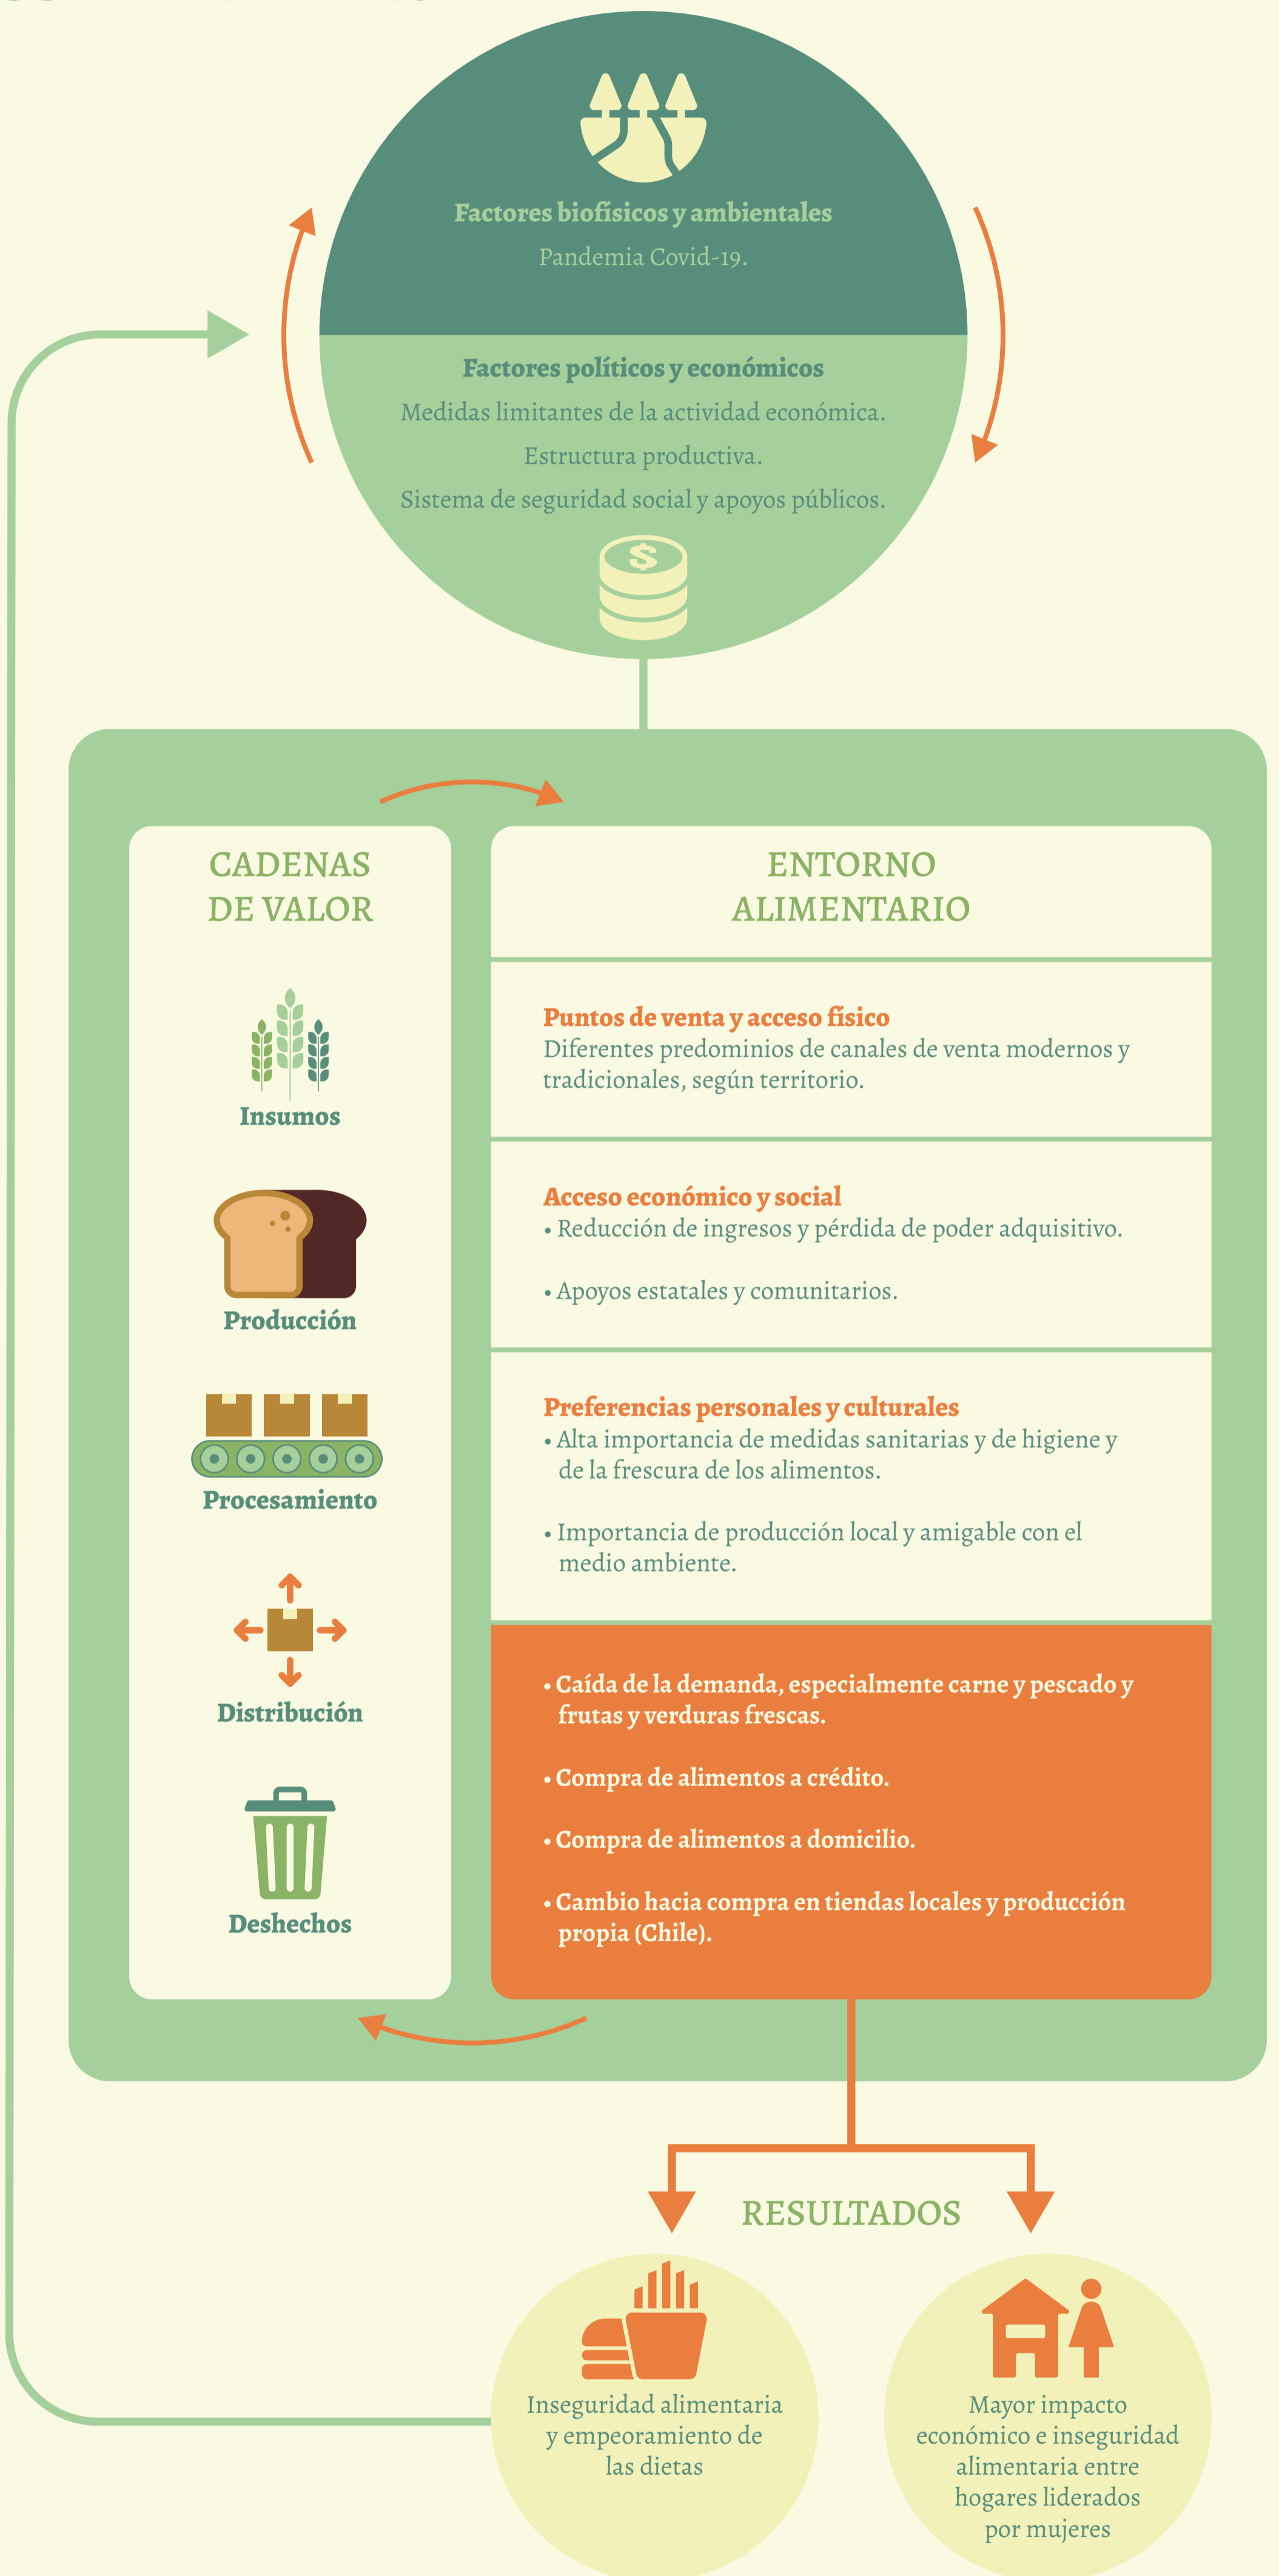 Factores biofísicos y ambientales
Pandemia Covid-19.
Factores políticos y económicos
Medidas limitantes de la actividad económica.
Estructura productiva.
Sistema de seguridad social y apoyos públicos.
$
CADENAS
DE VALOR
Insumos
Producción
Procesamiento
Distribución
Deshechos
ENTORNO
ALIMENTARIO
Puntos de venta y acceso físico
Diferentes predominios de canales de venta modernos y
tradicionales, según territorio.
Acceso económico y social
• Reducción de ingresos y pérdida de poder adquisitivo.
• Apoyos estatales y comunitarios.
Preferencias personales y culturales
• Alta importancia de medidas sanitarias y de higiene y
de la frescura de los alimentos.
• Importancia de producción local y amigable con el
medio ambiente.
• Caída de la demanda, especialmente carne y pescado y
frutas y verduras frescas.
• Compra de alimentos a crédito.
• Compra de alimentos a domicilio.
• Cambio hacia compra en tiendas locales y producción
propia (Chile).
RESULTADOS
Inseguridad alimentaria
y empeoramiento de
las dietas
Mayor impacto
económico e inseguridad
alimentaria entre
hogares liderados
por mujeres